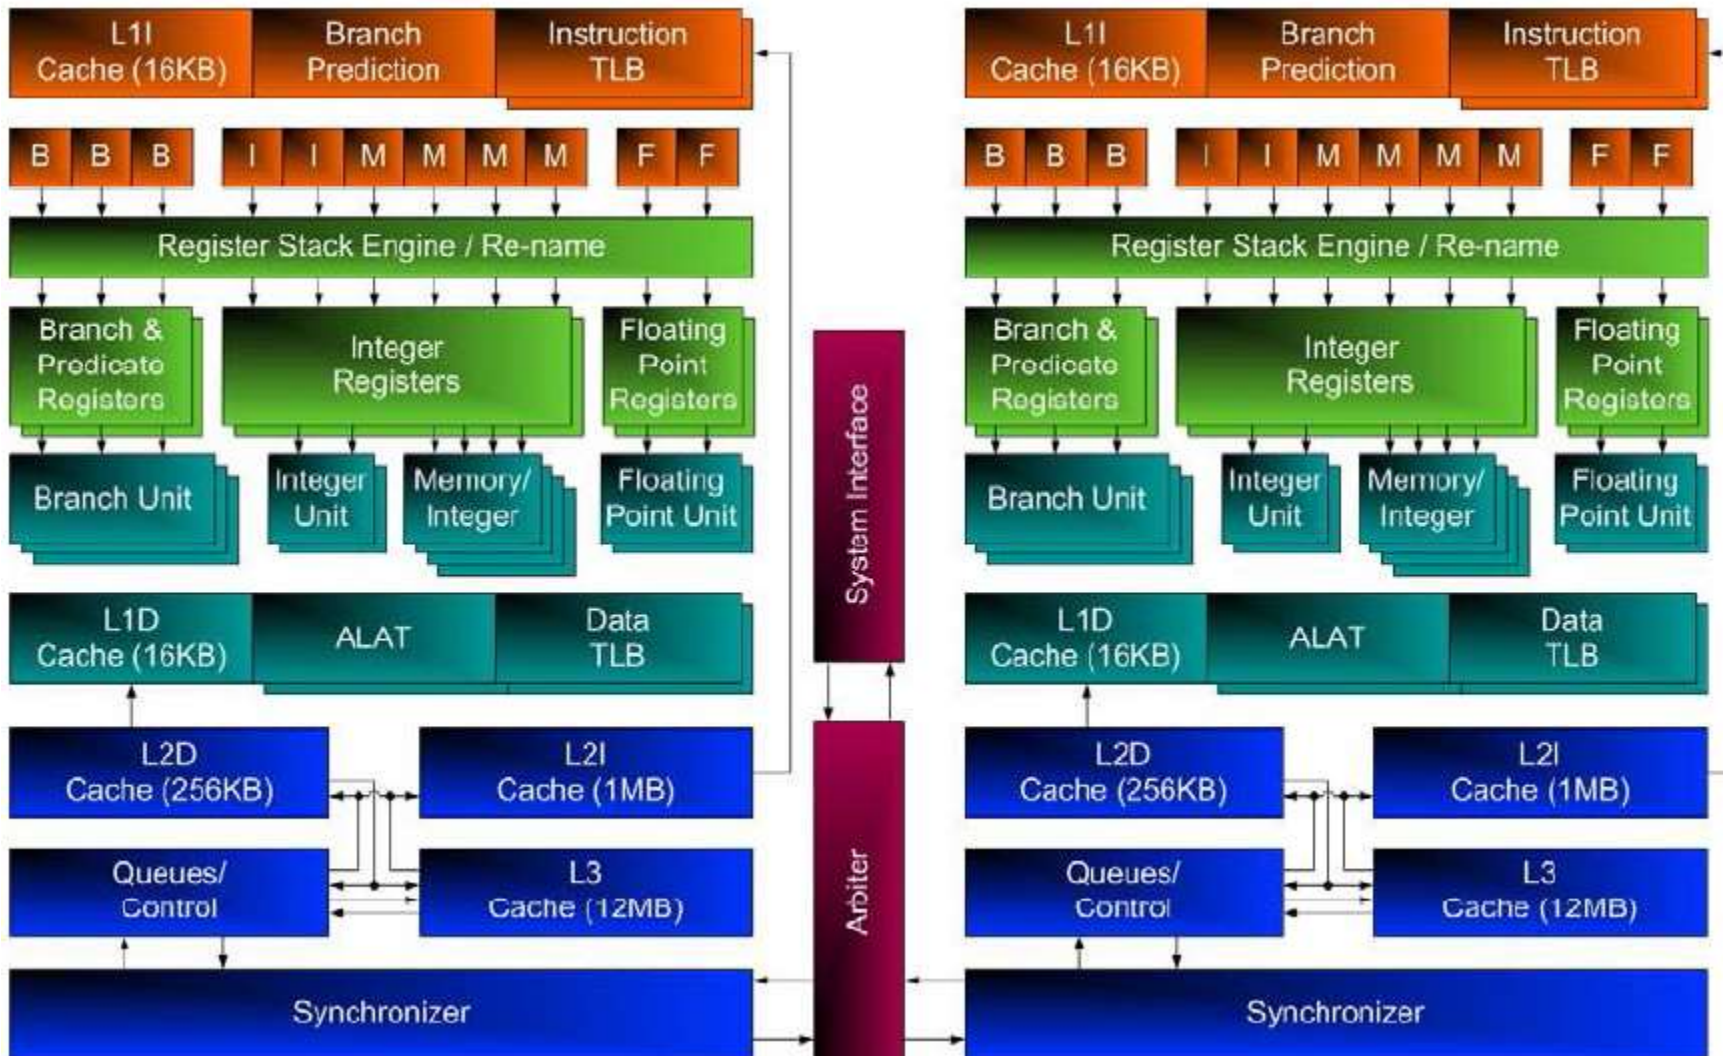 L1I
Cache (16KB)
Branch
Prediction
Instruction
TLB
B B B I I M M M M F F
Register Stack Engine / Re-name
Branch &
Predicate
Registers
Integer
Registers
Floating
Point
Registers
Branch Unit
Integer
Unit
Memory/
Integer
Floating
Point Unit
L1D
Cache (16KB)
ALAT
Data
TLB
L2D
Cache (256KB)
L2I
Cache (1MB)
Queues/
Control
L3
Cache (12MB)
Synchronizer
System Interface
Arbiter
L1I
Cache (16KB)
Branch
Prediction
Instruction
TLB
B B B I I M M M M F F
Register Stack Engine / Re-name
Branch &
Predicate
Registers
Integer
Registers
Floating
Point
Registers
Branch Unit
Integer
Unit
Memory/
Integer
Floating
Point Unit
L1D
Cache (16KB)
ALAT
Data
TLB
L2D
Cache (256KB)
L2I
Cache (1MB)
Queues/
Control
L3
Cache (12MB)
Synchronizer